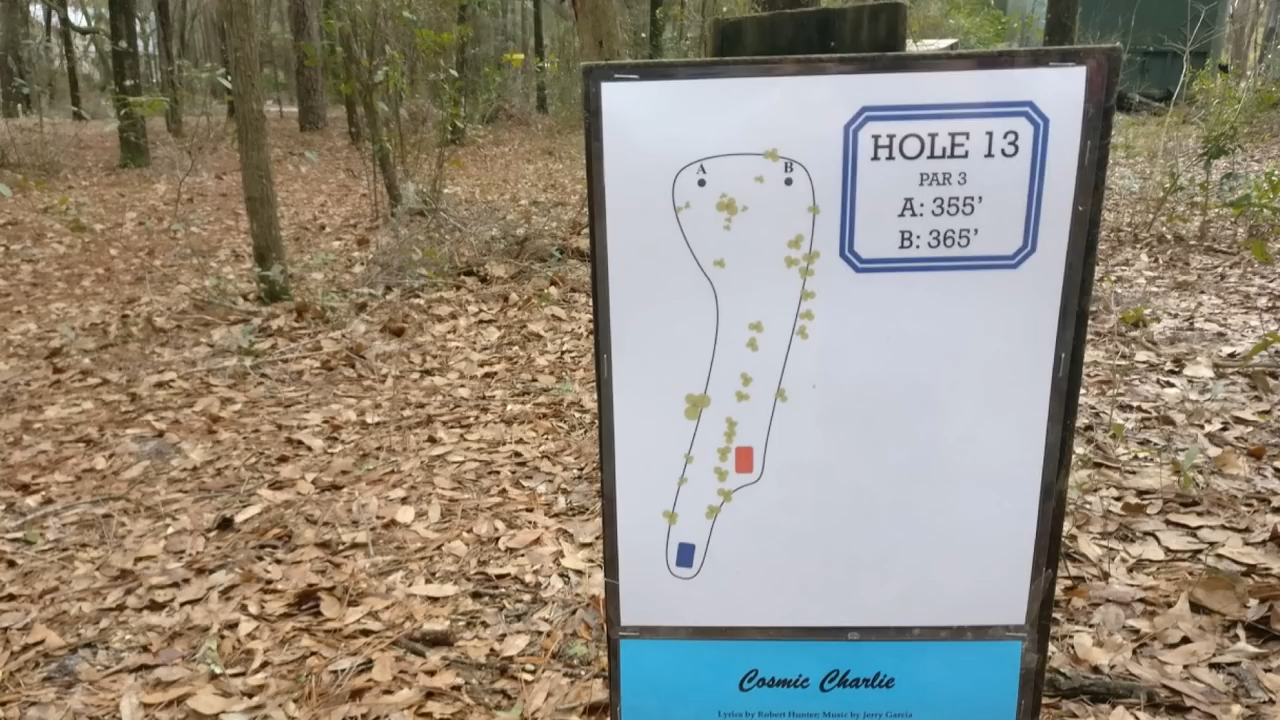 HOLE 13
PAR 3
A: 355'
B: 365'
A B
Cosmic Charlie
Lyrics by Robert Hunter; Music by Jerry Garcia